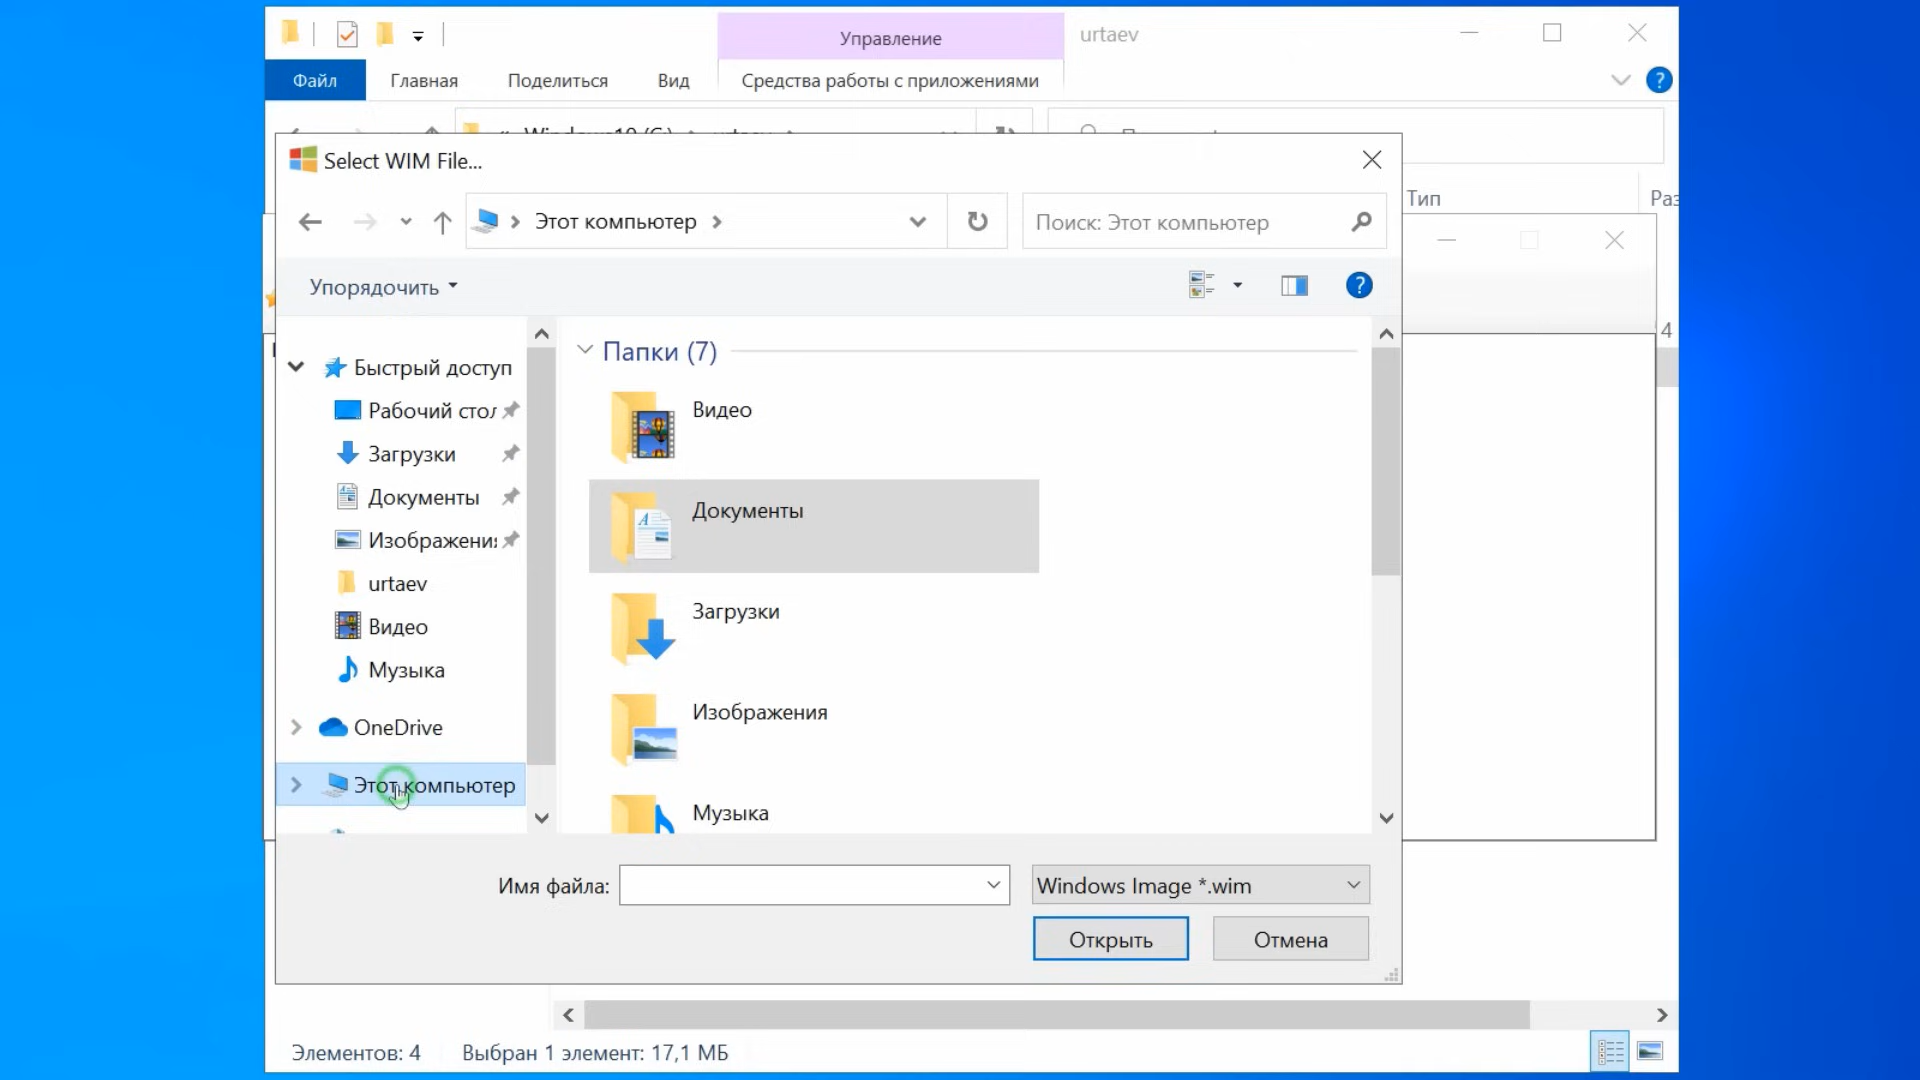 Управление
urtaev
Файл
Главная
Поделиться
Вид
Средства работы с приложениями
Select WIM File...
Тип
Раз
Этот компьютер
Поиск: Этот компьютер
Упорядочить
4
Быстрый доступ
Рабочий стол
Загрузки
Документы
Изображения
urtaev
Видео
Музыка
OneDrive
Этот компьютер
Папки (7)
Видео
Документы
Загрузки
Изображения
Музыка
Имя файла:
Windows Image *.wim
Открыть
Отмена
Элементов: 4
Выбран 1 элемент: 17,1 МБ